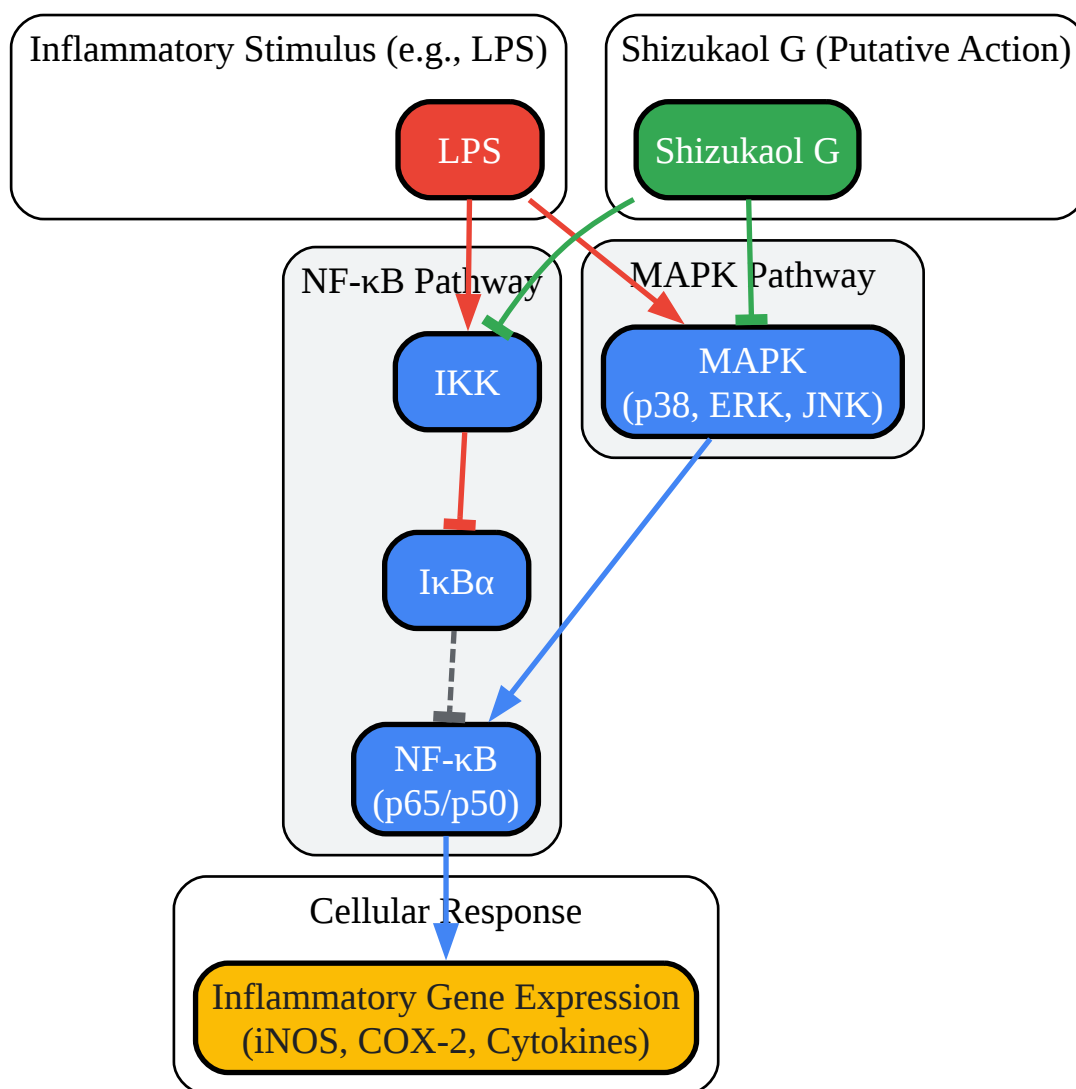 Inflammatory Stimulus (e.g., LPS)
Shizukaol G (Putative Action)
LPS
Shizukaol G
NF-κB Pathway
MAPK Pathway
IKK
MAPK
(p38, ERK, JNK)
IκBα
NF-κB
(p65/p50)
Cellular Response
Inflammatory Gene Expression
(iNOS, COX-2, Cytokines)